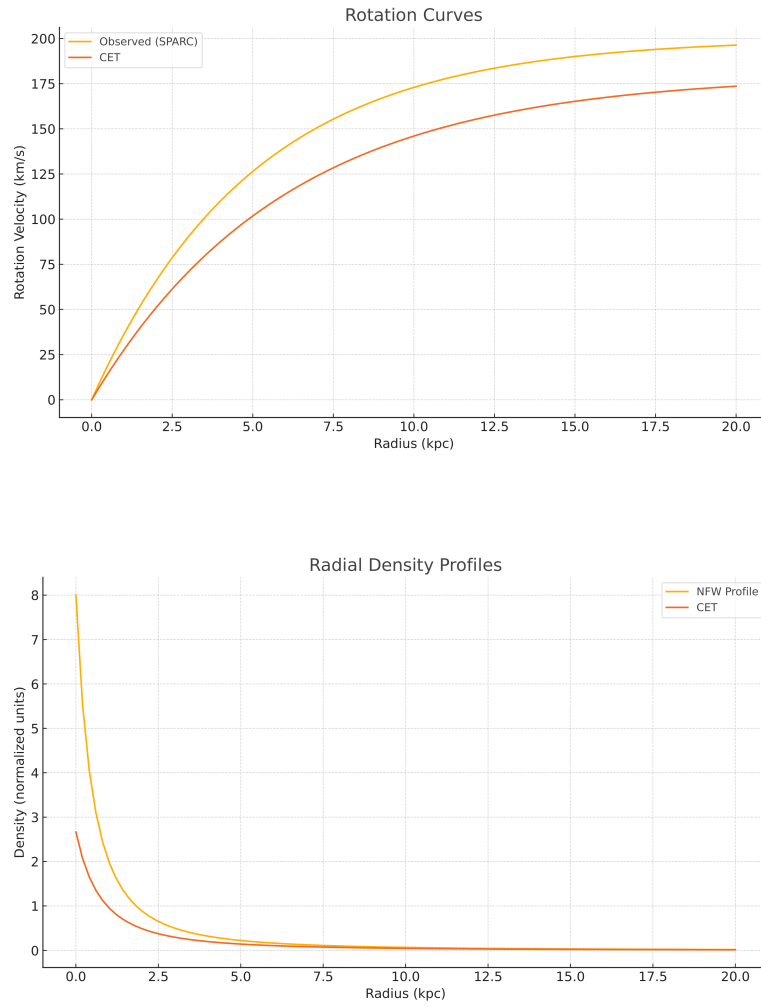 Rotation Curves
Observed (SPARC)
CET
200
175
150
125
100
75
50
25
0
Rotation Velocity (km/s)
0.0 2.5 5.0 7.5 10.0 12.5 15.0 17.5 20.0
Radius (kpc)
Radial Density Profiles
NFW Profile
CET
8
7
6
5
4
3
2
1
0
Density (normalized units)
0.0 2.5 5.0 7.5 10.0 12.5 15.0 17.5 20.0
Radius (kpc)